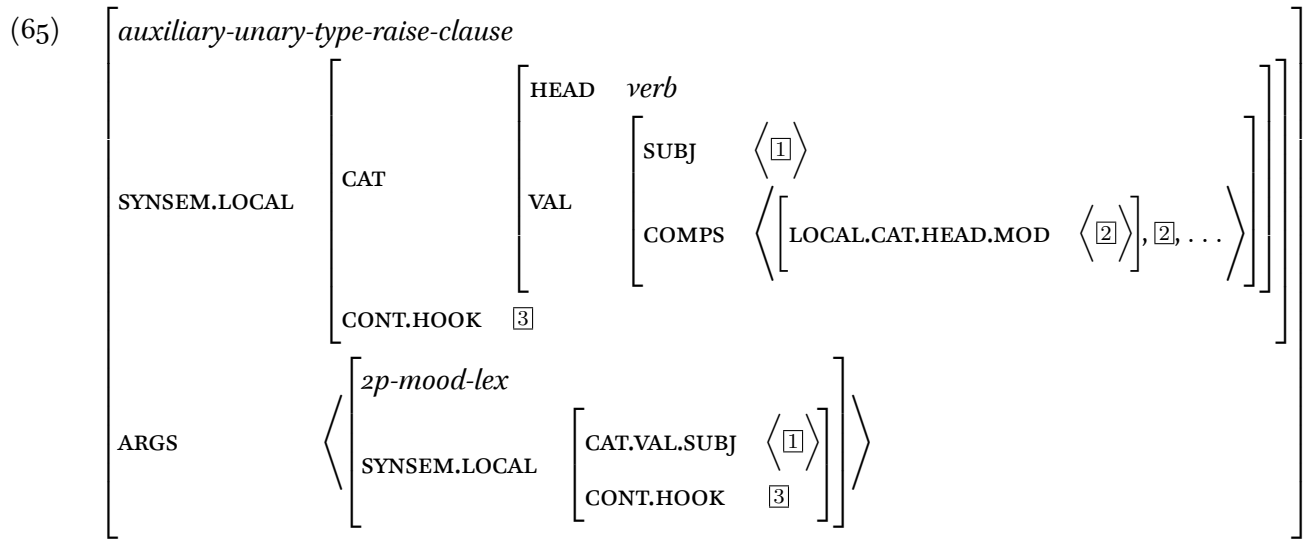 (65) auxiliary-unary-type-raise-clause
HEAD verb
SUBJ ⟨ 1 ⟩
CAT
SYNSEM.LOCAL VAL
COMPS ⟨ [ LOCAL.CAT.HEAD.MOD ⟨ 2 ⟩ ], 2, . . . ⟩
CONT.HOOK 3
2p-mood-lex
ARGS ⟨ CAT.VAL.SUBJ ⟨ 1 ⟩ ⟩
SYNSEM.LOCAL
CONT.HOOK 3